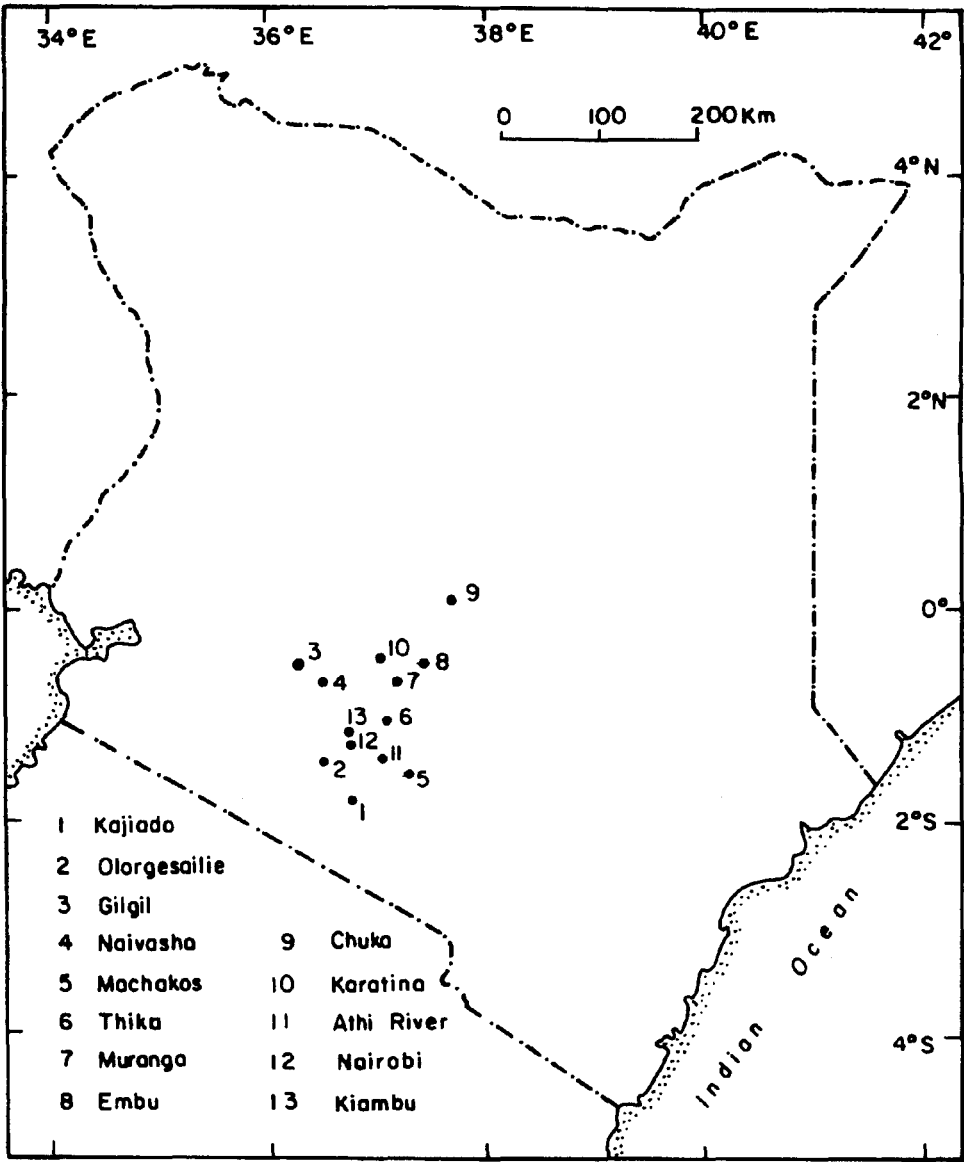 34°E 36°E 38°E 40°E 42°
0 100 200 Km
4°N
2°N
9 0°
3 10 8
4 7
13 6
12 11
2 5
1
2°S
1 Kajiado
2 Olorgesailie
3 Gilgil
4 Naivasha 9 Chuka
5 Machakos 10 Karatina
6 Thika 11 Athi River
7 Muranga 12 Nairobi
8 Embu 13 Kiambu
4°S
Indian Ocean